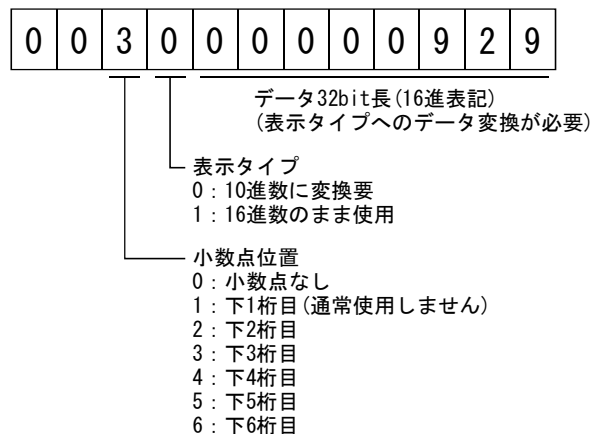 0 0 3 0 0 0 0 0 0 9 2 9
データ32bit長(16進表記)
(表示タイプへのデータ変換が必要)
表示タイプ
0：10進数に変換要
1：16進数のまま使用
小数点位置
0：小数点なし
1：下1桁目(通常使用しません)
2：下2桁目
3：下3桁目
4：下4桁目
5：下5桁目
6：下6桁目